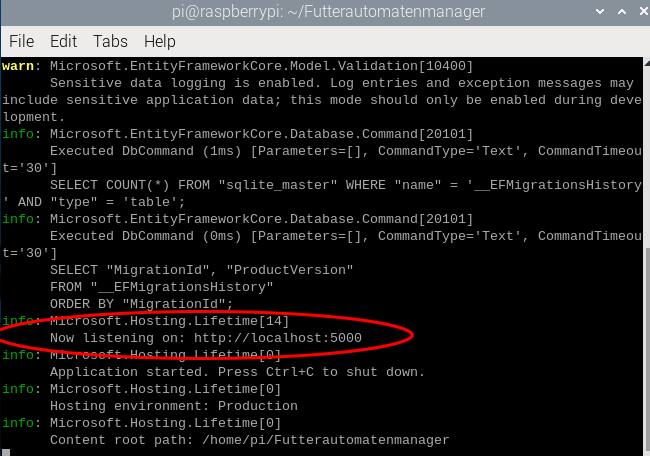 pi@raspberrypi: ~/Futterautomatenmanager
File Edit Tabs Help
warn: Microsoft.EntityFrameworkCore.Model.Validation[10400]
Sensitive data logging is enabled. Log entries and exception messages may
include sensitive application data; this mode should only be enabled during deve
lopment.
info: Microsoft.EntityFrameworkCore.Database.Command[20101]
Executed DbCommand (1ms) [Parameters=[], CommandType='Text', CommandTimeou
t='30']
SELECT COUNT(*) FROM "sqlite_master" WHERE "name" = '__EFMigrationsHistory
' AND "type" = 'table';
info: Microsoft.EntityFrameworkCore.Database.Command[20101]
Executed DbCommand (0ms) [Parameters=[], CommandType='Text', CommandTimeou
t='30']
SELECT "MigrationId", "ProductVersion"
FROM "__EFMigrationsHistory"
ORDER BY "MigrationId";
info: Microsoft.Hosting.Lifetime[14]
Now listening on: http://localhost:5000
info: Microsoft.Hosting.Lifetime[0]
Application started. Press Ctrl+C to shut down.
info: Microsoft.Hosting.Lifetime[0]
Hosting environment: Production
info: Microsoft.Hosting.Lifetime[0]
Content root path: /home/pi/Futterautomatenmanager